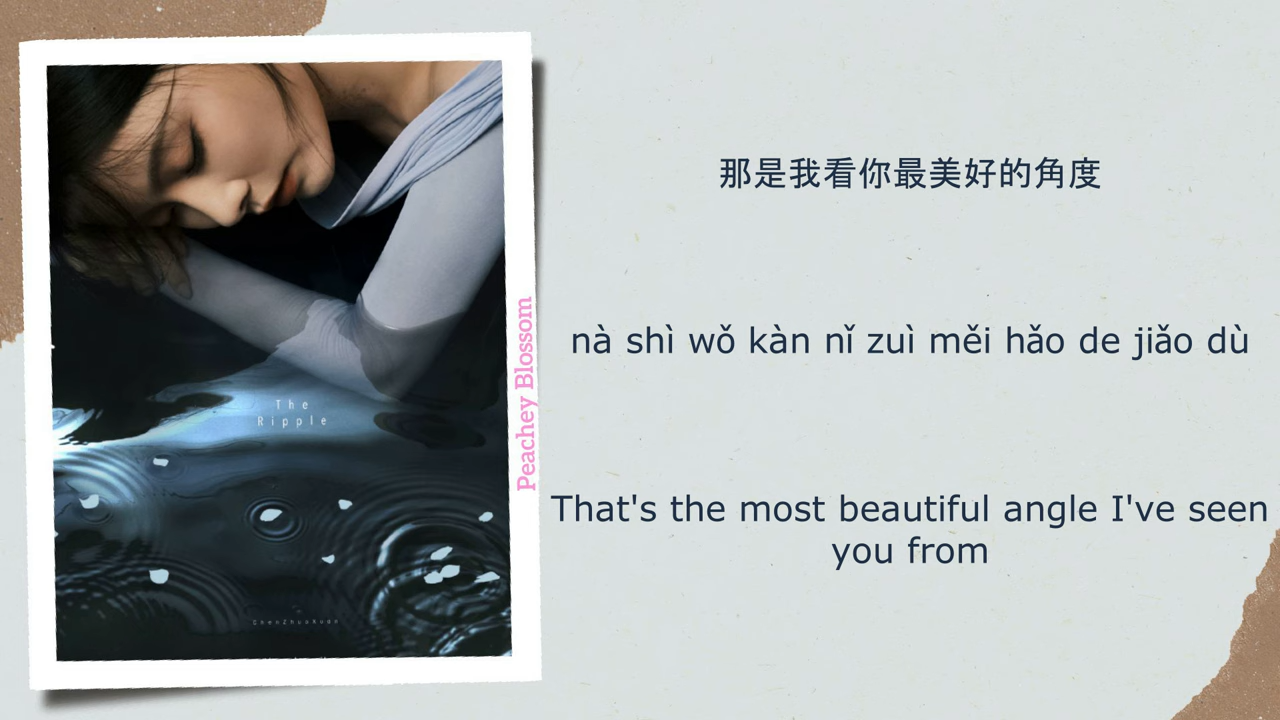 那是我看你最美好的角度
nà shì wǒ kàn nǐ zuì měi hǎo de jiǎo dù
That's the most beautiful angle I've seen
you from
Peachey Blossom
The
Ripple
ChenZhuoXuan